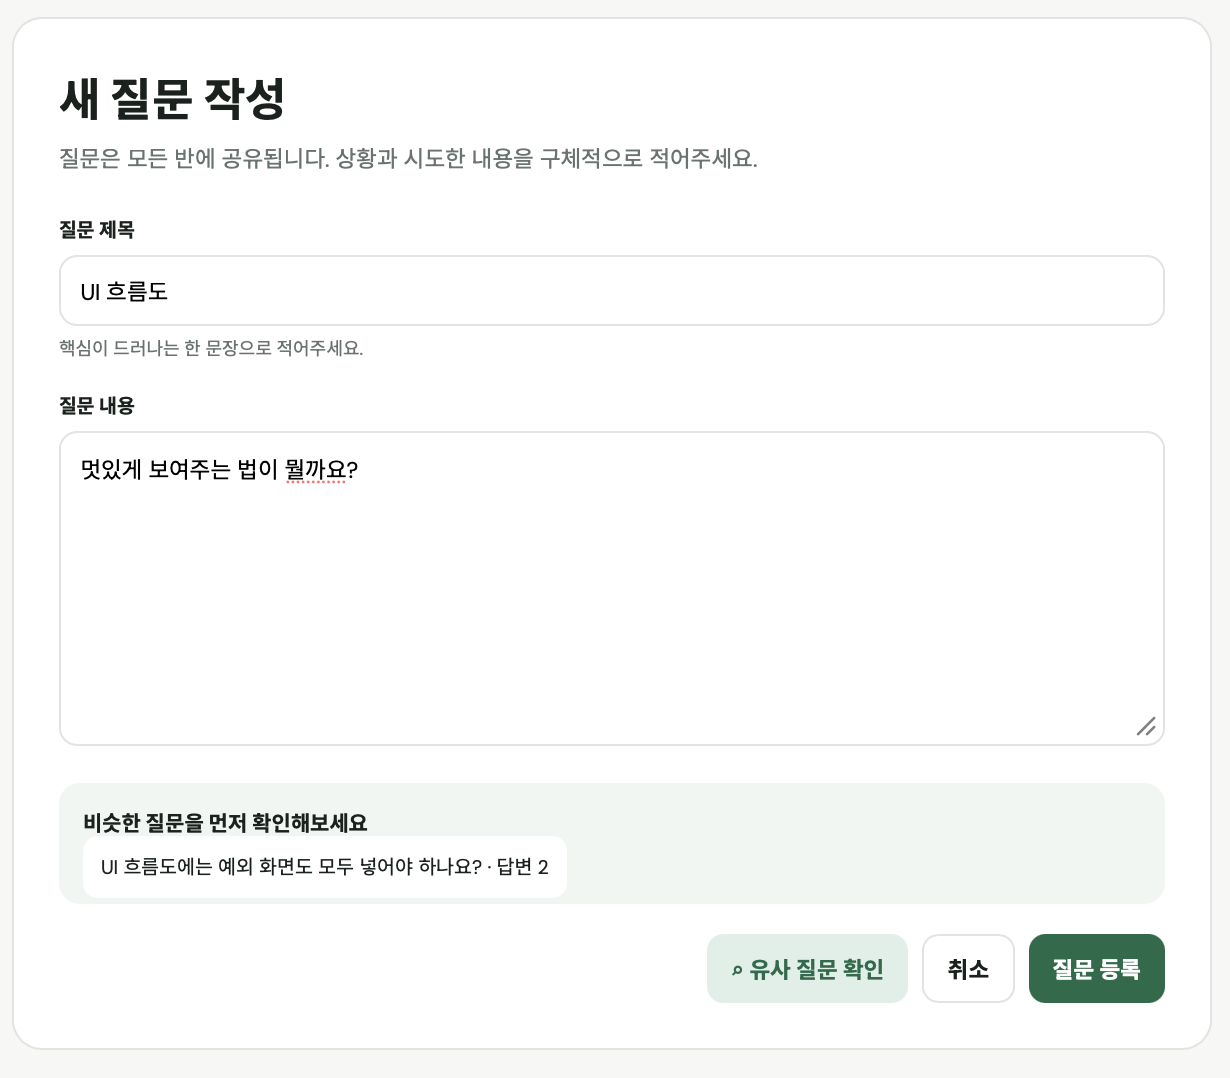 새 질문 작성
질문은 모든 반에 공유됩니다. 상황과 시도한 내용을 구체적으로 적어주세요.
질문 제목
UI 흐름도
핵심이 드러나는 한 문장으로 적어주세요.
질문 내용
멋있게 보여주는 법이 뭘까요?
비슷한 질문을 먼저 확인해보세요
UI 흐름도에는 예외 화면도 모두 넣어야 하나요? · 답변 2
⌕ 유사 질문 확인 취소 질문 등록